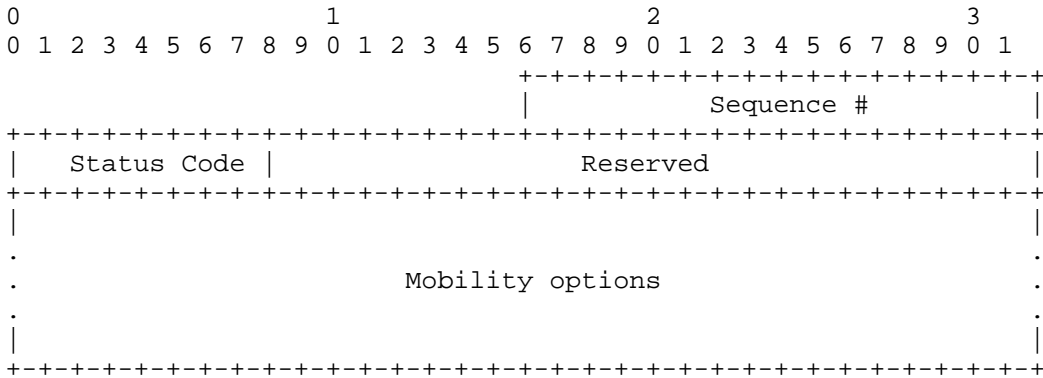 0                   1                   2                   3
0 1 2 3 4 5 6 7 8 9 0 1 2 3 4 5 6 7 8 9 0 1 2 3 4 5 6 7 8 9 0 1
                                +-+-+-+-+-+-+-+-+-+-+-+-+-+-+-+-+
                                |           Sequence #          |
+-+-+-+-+-+-+-+-+-+-+-+-+-+-+-+-+-+-+-+-+-+-+-+-+-+-+-+-+-+-+-+-+
|   Status Code |                   Reserved                    |
+-+-+-+-+-+-+-+-+-+-+-+-+-+-+-+-+-+-+-+-+-+-+-+-+-+-+-+-+-+-+-+-+
|                                                               |
.                                                               .
.                        Mobility options                       .
.                                                               .
|                                                               |
+-+-+-+-+-+-+-+-+-+-+-+-+-+-+-+-+-+-+-+-+-+-+-+-+-+-+-+-+-+-+-+-+